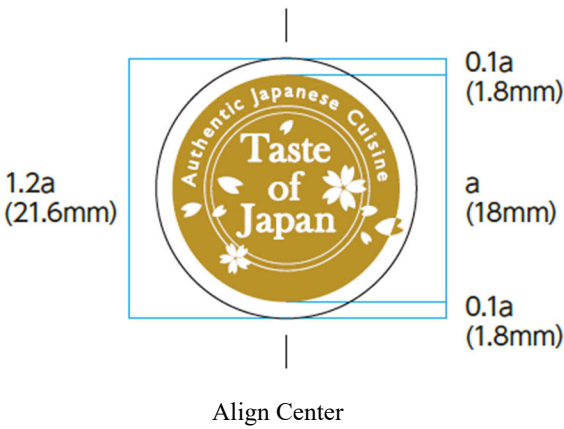 0.1a
(1.8mm)
Authentic Japanese Cuisine
Taste
of
Japan
1.2a
(21.6mm)
a
(18mm)
0.1a
(1.8mm)
Align Center